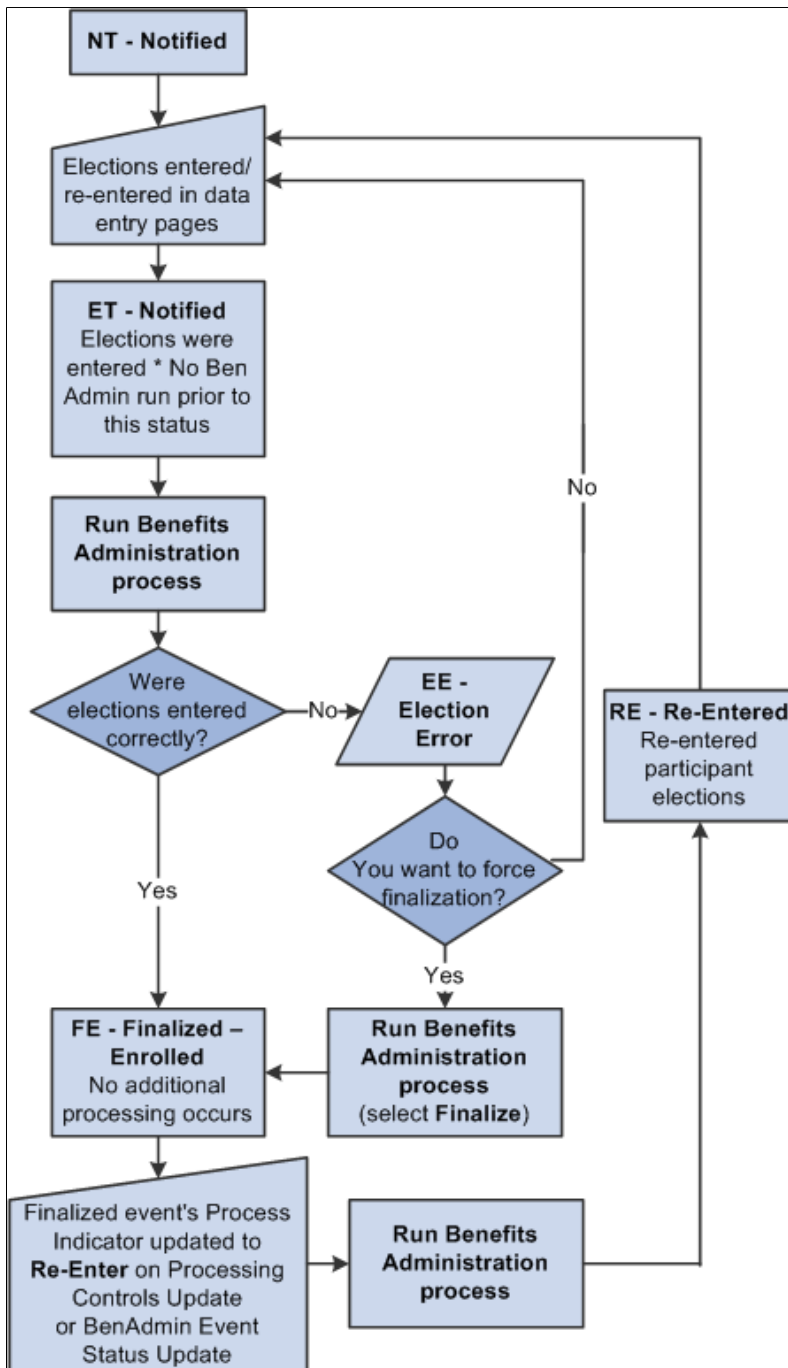 NT - Notified
Elections entered/
re-entered in data
entry pages
ET - Notified
Elections were
entered * No Ben
Admin run prior to
this status
No
Run Benefits
Administration
process
Were
elections entered
correctly?
No
EE -
Election
Error
RE - Re-Entered
Re-entered
participant
elections
Do
You want to force
finalization?
Yes
Yes
FE - Finalized –
Enrolled
No additional
processing occurs
Run Benefits
Administration
process
(select Finalize)
Finalized event's Process
Indicator updated to
Re-Enter on Processing
Controls Update
or BenAdmin Event
Status Update
Run Benefits
Administration
process